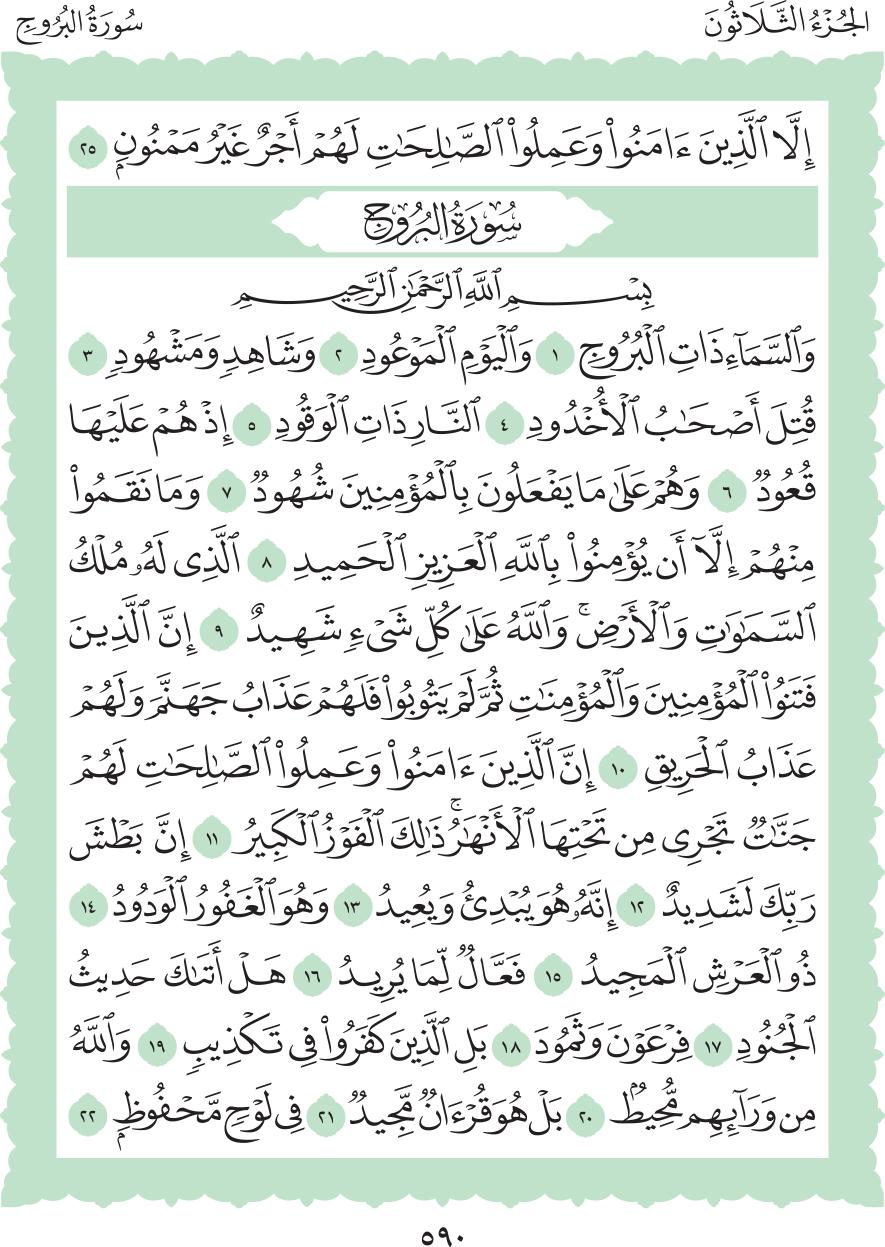 الجُزْءُ الثَّلَاثُونَ
سُورَةُ البُرُوجِ
إِلَّا ٱلَّذِينَ ءَامَنُوا۟ وَعَمِلُوا۟ ٱلصَّٰلِحَٰتِ لَهُمْ أَجْرٌ غَيْرُ مَمْنُونٍۭ ٢٥
سُورَةُ البُرُوجِ
بِسْمِ ٱللَّهِ ٱلرَّحْمَٰنِ ٱلرَّحِيمِ
وَٱلسَّمَآءِ ذَاتِ ٱلْبُرُوجِ ١ وَٱلْيَوْمِ ٱلْمَوْعُودِ ٢ وَشَاهِدٍ وَمَشْهُودٍ ٣
قُتِلَ أَصْحَٰبُ ٱلْأُخْدُودِ ٤ ٱلنَّارِ ذَاتِ ٱلْوَقُودِ ٥ إِذْ هُمْ عَلَيْهَا
قُعُودٌ ٦ وَهُمْ عَلَىٰ مَا يَفْعَلُونَ بِٱلْمُؤْمِنِينَ شُهُودٌ ٧ وَمَا نَقَمُوا۟
مِنْهُمْ إِلَّآ أَن يُؤْمِنُوا۟ بِٱللَّهِ ٱلْعَزِيزِ ٱلْحَمِيدِ ٨ ٱلَّذِى لَهُۥ مُلْكُ
ٱلسَّمَٰوَٰتِ وَٱلْأَرْضِ ۚ وَٱللَّهُ عَلَىٰ كُلِّ شَىْءٍ شَهِيدٌ ٩ إِنَّ ٱلَّذِينَ
فَتَنُوا۟ ٱلْمُؤْمِنِينَ وَٱلْمُؤْمِنَٰتِ ثُمَّ لَمْ يَتُوبُوا۟ فَلَهُمْ عَذَابُ جَهَنَّمَ وَلَهُمْ
عَذَابُ ٱلْحَرِيقِ ١٠ إِنَّ ٱلَّذِينَ ءَامَنُوا۟ وَعَمِلُوا۟ ٱلصَّٰلِحَٰتِ لَهُمْ
جَنَّٰتٌ تَجْرِى مِن تَحْتِهَا ٱلْأَنْهَٰرُ ۚ ذَٰلِكَ ٱلْفَوْزُ ٱلْكَبِيرُ ١١ إِنَّ بَطْشَ
رَبِّكَ لَشَدِيدٌ ١٢ إِنَّهُۥ هُوَ يُبْدِئُ وَيُعِيدُ ١٣ وَهُوَ ٱلْغَفُورُ ٱلْوَدُودُ ١٤
ذُو ٱلْعَرْشِ ٱلْمَجِيدُ ١٥ فَعَّالٌ لِّمَا يُرِيدُ ١٦ هَلْ أَتَىٰكَ حَدِيثُ
ٱلْجُنُودِ ١٧ فِرْعَوْنَ وَثَمُودَ ١٨ بَلِ ٱلَّذِينَ كَفَرُوا۟ فِى تَكْذِيبٍ ١٩ وَٱللَّهُ
مِن وَرَآئِهِم مُّحِيطٌۢ ٢٠ بَلْ هُوَ قُرْءَانٌ مَّجِيدٌ ٢١ فِى لَوْحٍ مَّحْفُوظٍۭ ٢٢
٥٩٠